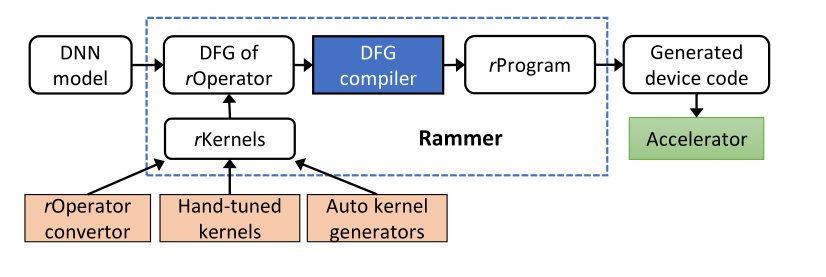 DNN
model
DFG of
rOperator
DFG
compiler
rProgram
Generated
device code
rKernels
Rammer
Accelerator
rOperator
convertor
Hand-tuned
kernels
Auto kernel
generators